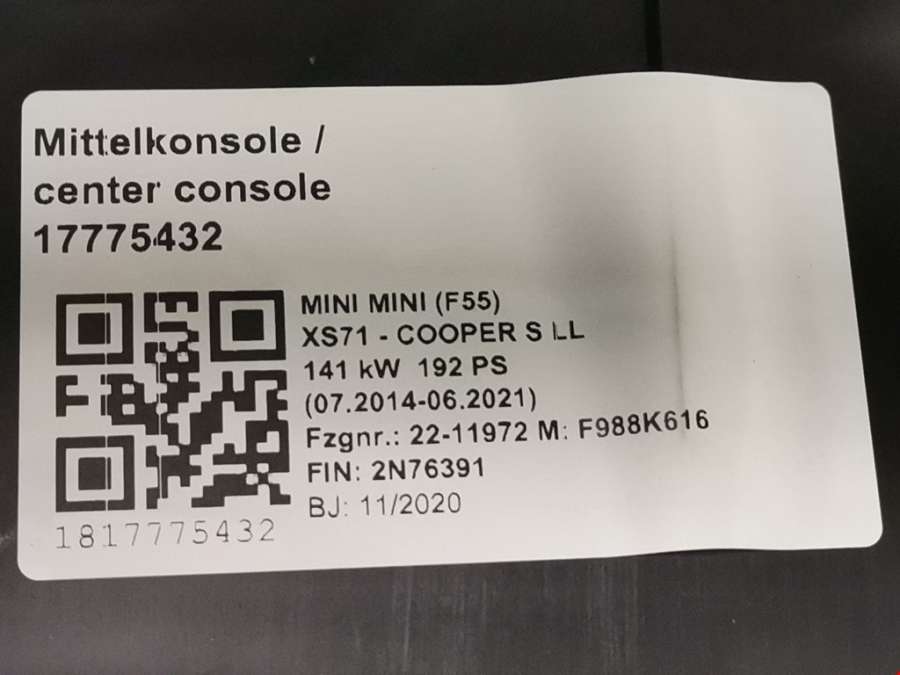 Mittelkonsole /
center console
17775432
MINI MINI (F55)
XS71 - COOPER S LL
141 kW 192 PS
(07.2014-06.2021)
Fzgnr.: 22-11972 M: F988K616
FIN: 2N76391
BJ: 11/2020
1817775432